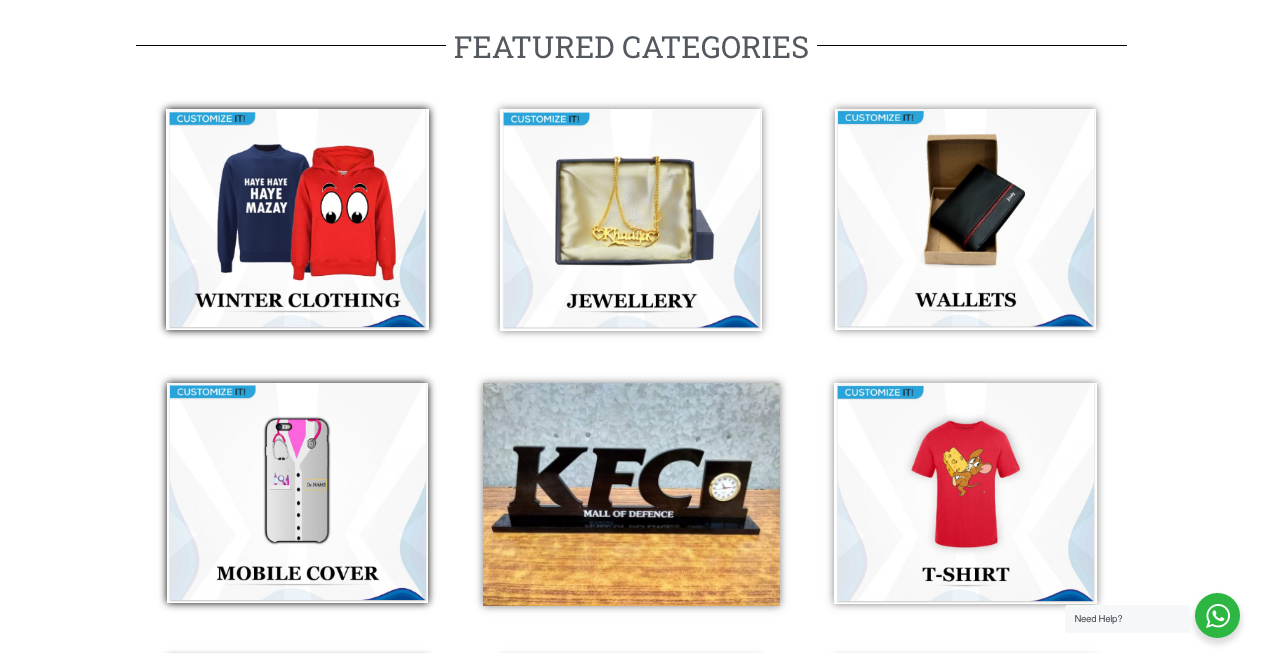 FEATURED CATEGORIES
CUSTOMIZE IT!
HAYE HAYE
HAYE
MAZAY
WINTER CLOTHING
CUSTOMIZE IT!
Khadija
JEWELLERY
CUSTOMIZE IT!
WALLETS
CUSTOMIZE IT!
Dr. NAME
MOBILE COVER
KFC
MALL OF DEFENCE
CUSTOMIZE IT!
T-SHIRT
Need Help?